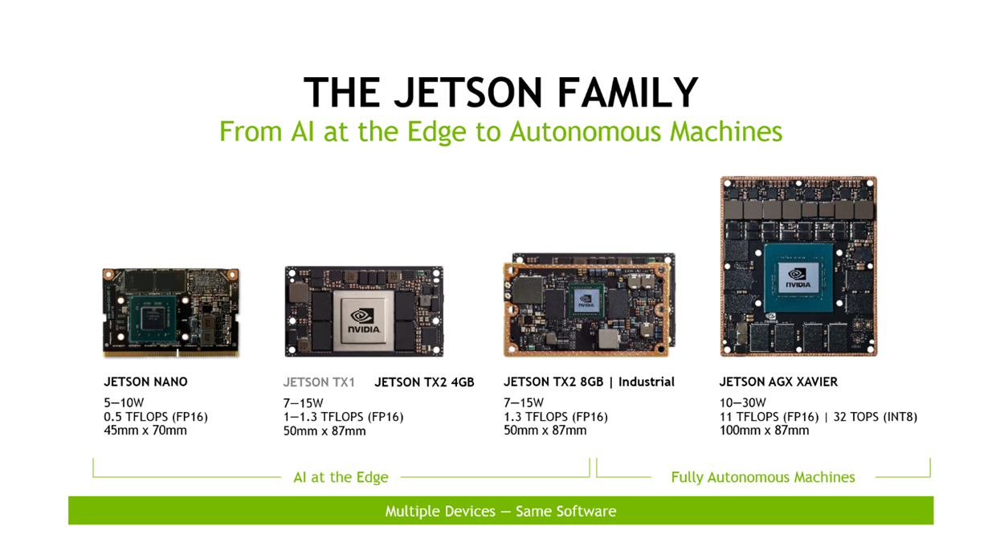 THE JETSON FAMILY
From AI at the Edge to Autonomous Machines
NVIDIA.
NVIDIA
NVIDIA
JETSON NANO
5—10W
0.5 TFLOPS (FP16)
45mm x 70mm
JETSON TX1 JETSON TX2 4GB
7—15W
1—1.3 TFLOPS (FP16)
50mm x 87mm
JETSON TX2 8GB | Industrial
7—15W
1.3 TFLOPS (FP16)
50mm x 87mm
JETSON AGX XAVIER
10—30W
11 TFLOPS (FP16) | 32 TOPS (INT8)
100mm x 87mm
AI at the Edge
Fully Autonomous Machines
Multiple Devices — Same Software